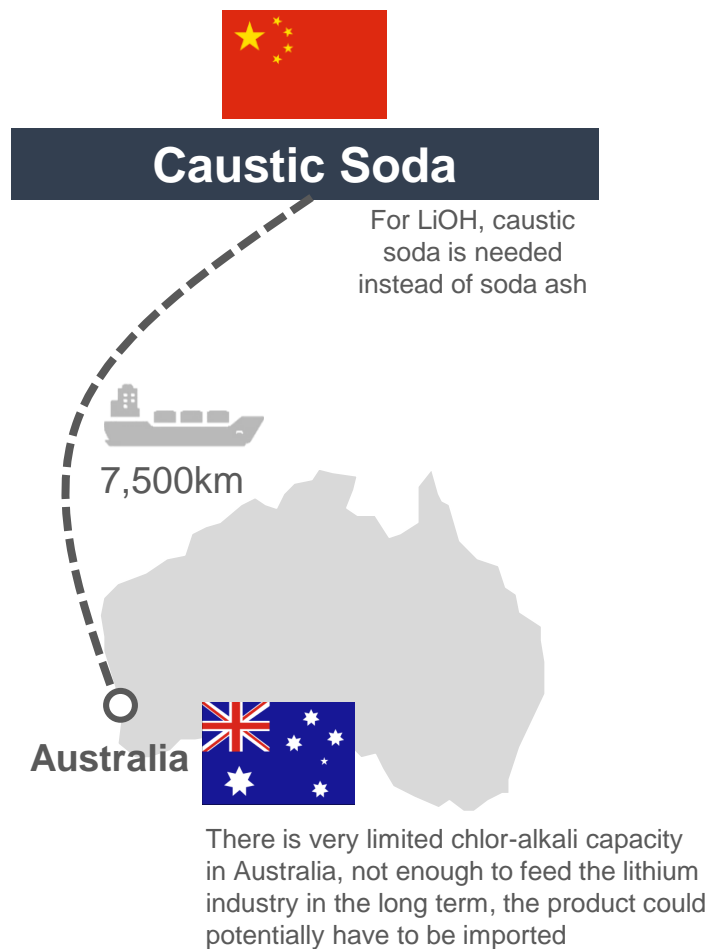 Caustic Soda
For LiOH, caustic
soda is needed
instead of soda ash
7,500km
Australia
There is very limited chlor-alkali capacity
in Australia, not enough to feed the lithium
industry in the long term, the product could
potentially have to be imported